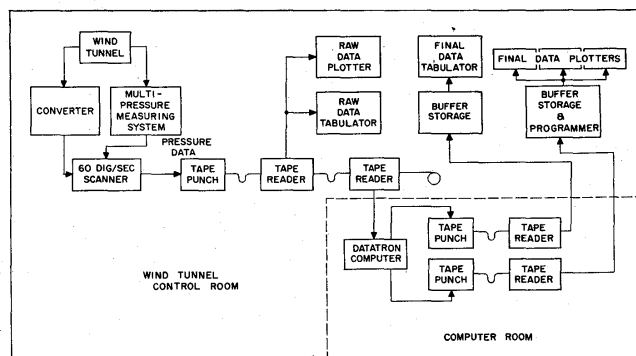 WIND
TUNNEL
RAW
DATA
PLOTTER
FINAL
DATA
TABULATOR
FINAL DATA PLOTTERS
CONVERTER
MULTI-
PRESSURE
MEASURING
SYSTEM
RAW DATA
TABULATOR
BUFFER
STORAGE
BUFFER
STORAGE
&
PROGRAMMER
PRESSURE
DATA
60 DIG/SEC
SCANNER
TAPE
PUNCH
TAPE
READER
TAPE
READER
DATATRON
COMPUTER
TAPE
PUNCH
TAPE
READER
TAPE
PUNCH
TAPE
READER
WIND TUNNEL
CONTROL ROOM
COMPUTER ROOM